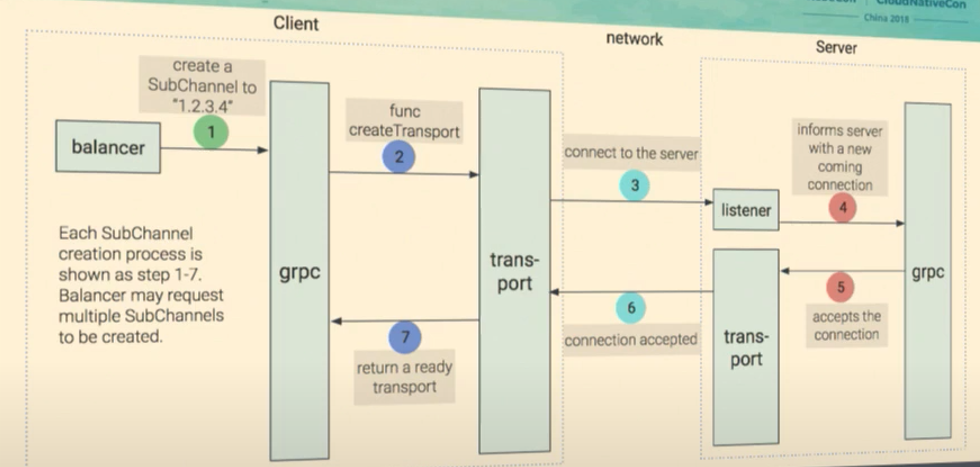 CloudNativeCon
China 2018
Client
network
Server
create a
SubChannel to
"1.2.3.4"
1
balancer
func
createTransport
2
connect to the server
3
informs server
with a new
coming
connection
4
listener
Each SubChannel
creation process is
shown as step 1-7.
Balancer may request
multiple SubChannels
to be created.
grpc
trans-
port
grpc
5
accepts the
connection
6
connection accepted
trans-
port
7
return a ready
transport